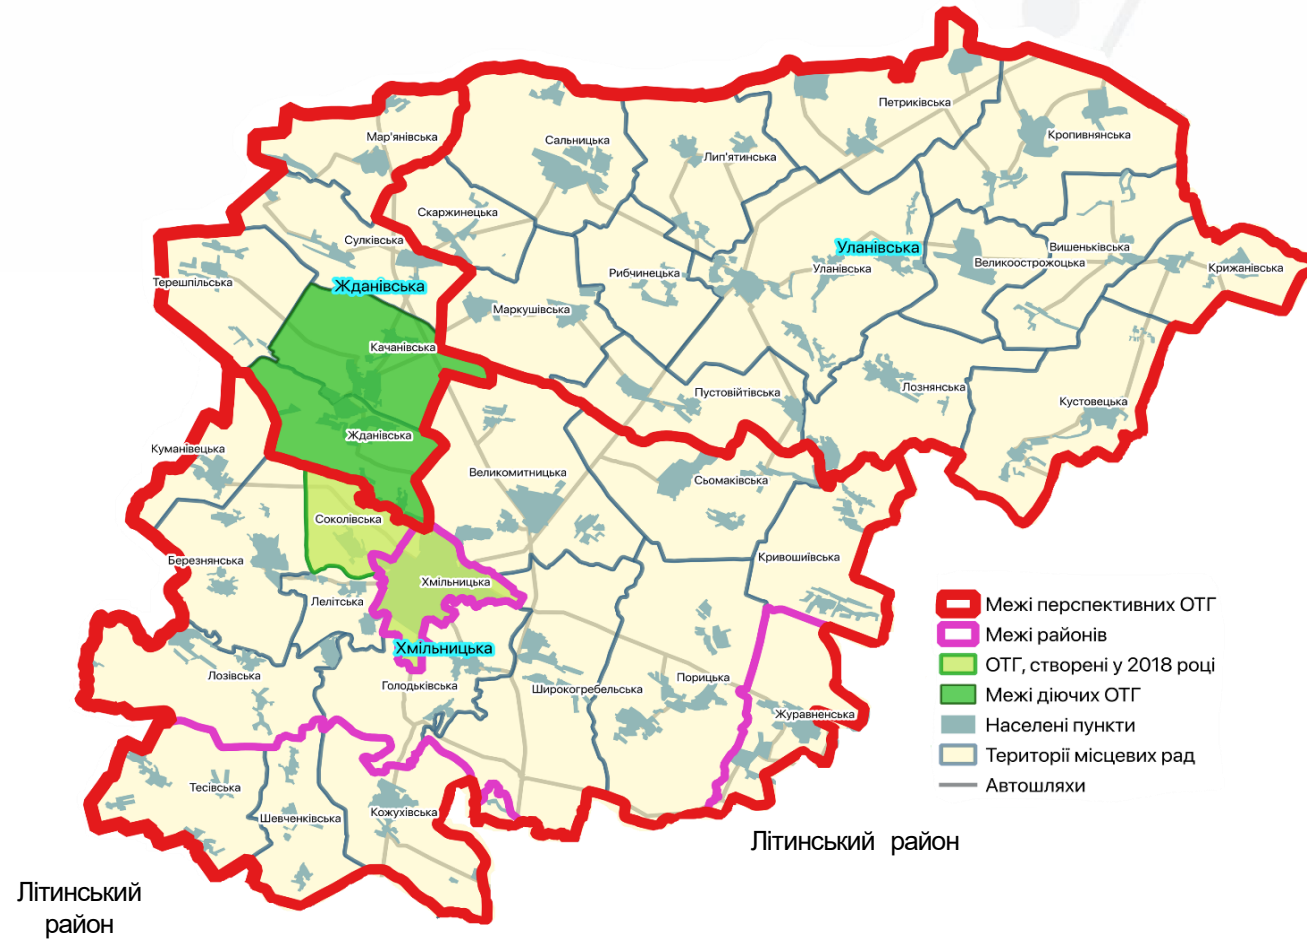 Петриківська
Кропивнянська
Мар'янівська
Сальницька
Лип'ятинська
Скаржинецька
Сулківська
Уланівська
Вишеньківська
Великоострожоцька
Уланівська
Крижанівська
Рибчинецька
Терешпільська
Жданівська
Маркушівська
Качанівська
Лознянська
Пустовійтівська
Кустовецька
Жданівська
Куманівецька
Великомитницька
Сьомаківська
Соколівська
Березнянська
Кривошиївська
Хмільницька
Лелітська
Хмільницька
Лозівська
Голодьківська
Широкогребельська
Порицька
Журавненська
Тесівська
Шевченківська
Кожухівська
Межі перспективних ОТГ
Межі районів
ОТГ, створені у 2018 році
Межі діючих ОТГ
Населені пункти
Території місцевих рад
Автошляхи
Літинський район
Літинський
район